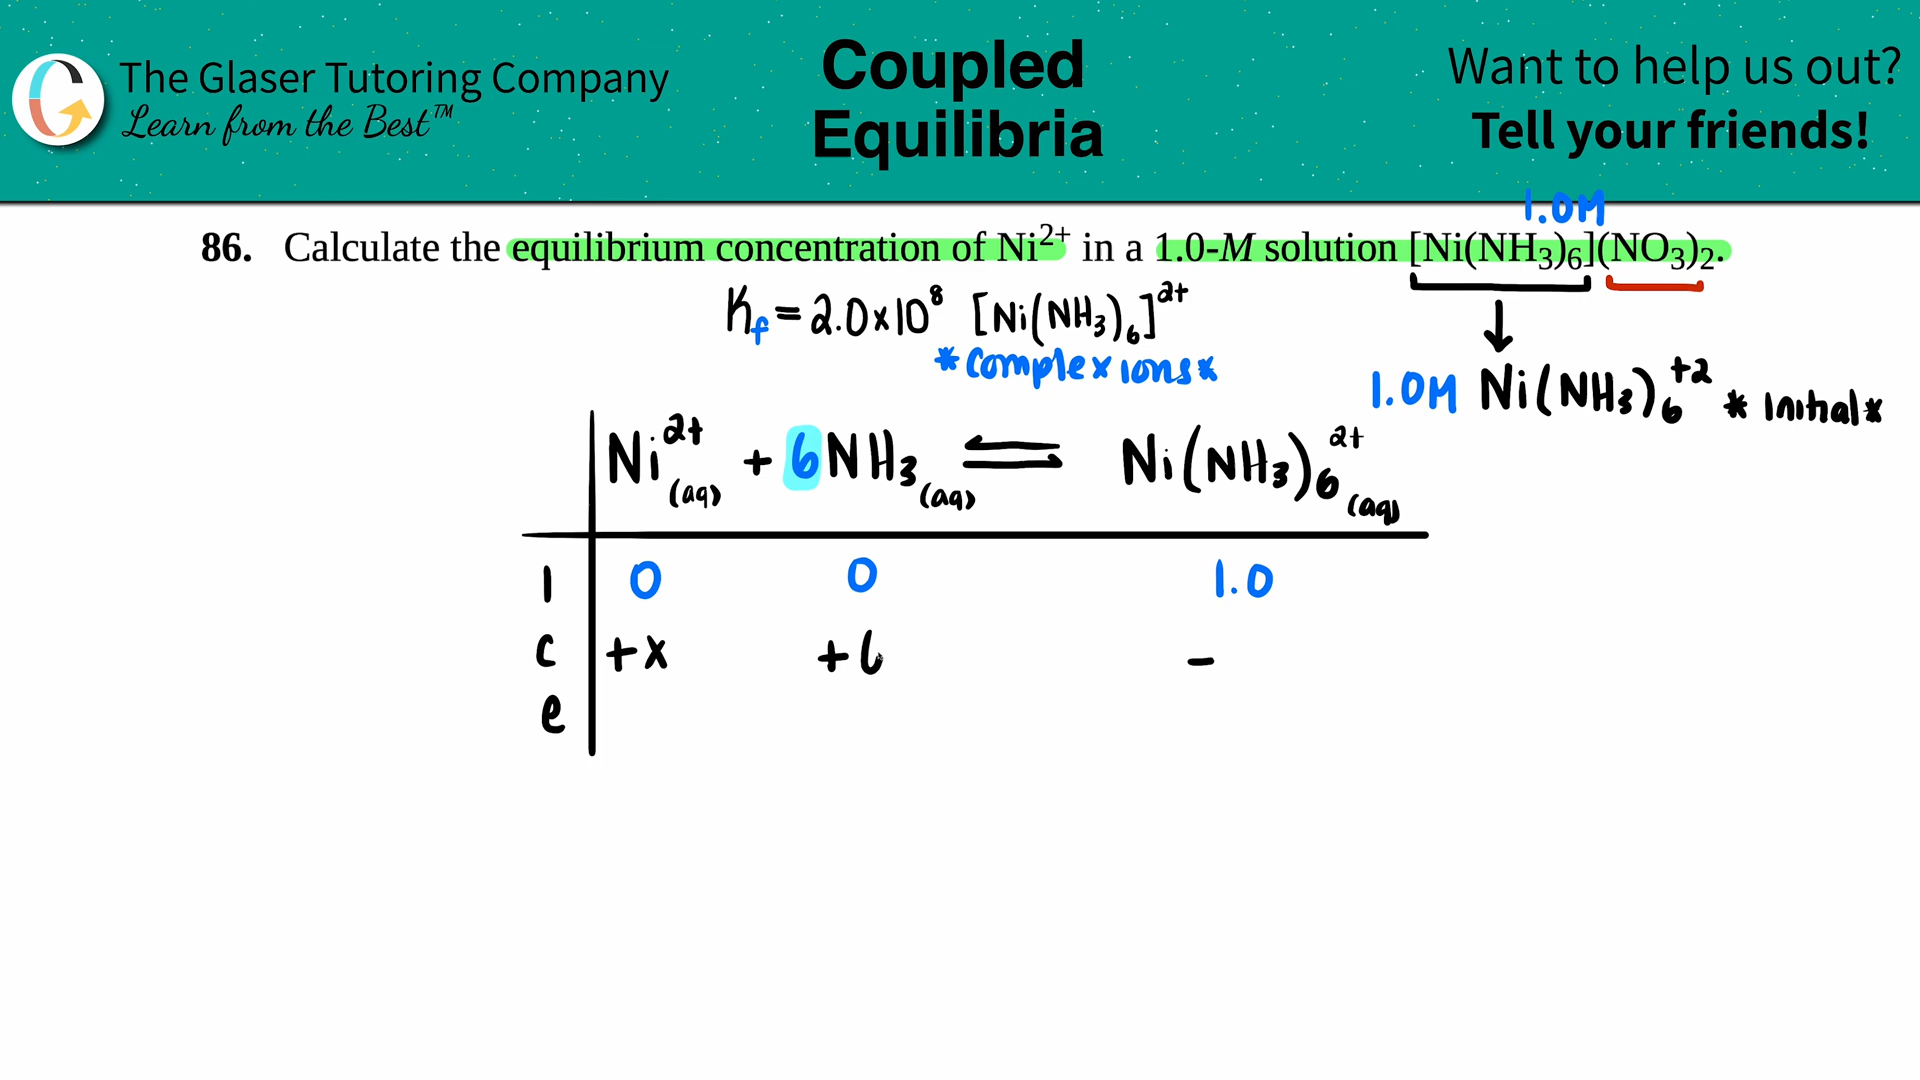 The Glaser Tutoring Company
Learn from the Best™
Coupled
Equilibria
Want to help us out?
Tell your friends!
1.0M
86. Calculate the equilibrium concentration of Ni²⁺ in a 1.0-M solution [Ni(NH₃)₆](NO₃)₂.
Kf = 2.0×10⁸ [Ni(NH₃)₆]²⁺
*complex ions*
1.0M Ni(NH₃)₆⁺² *Initial*
Ni²⁺(aq) + 6NH₃(aq) ⇌ Ni(NH₃)₆²⁺(aq)
I 0 0 1.0
C +x +6 −
e